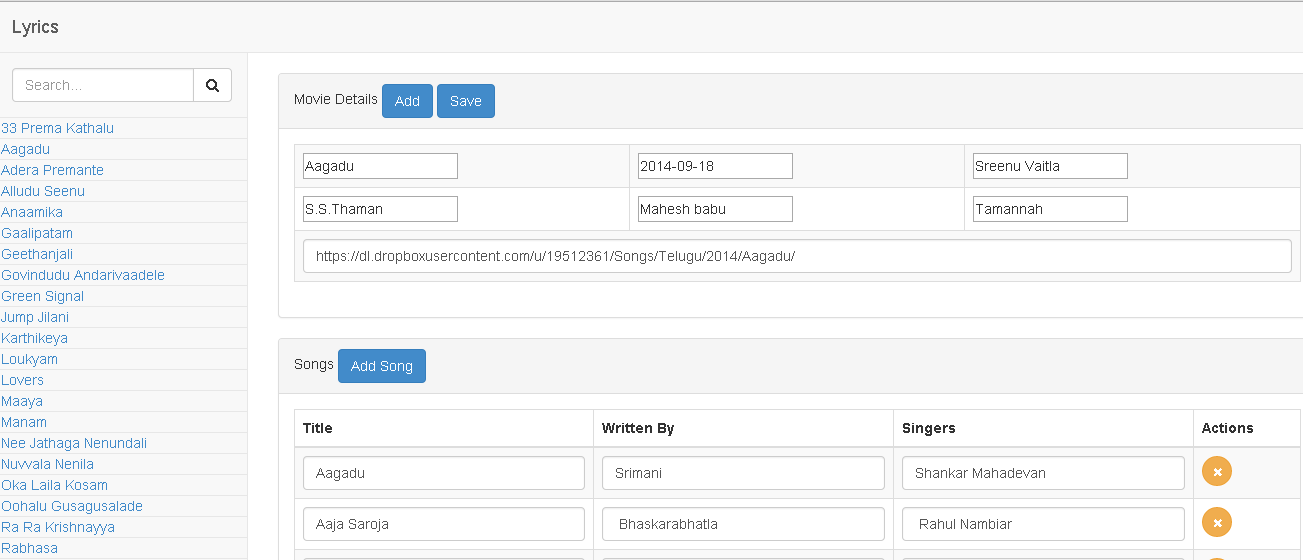 Lyrics
Search...
33 Prema Kathalu
Aagadu
Adera Premante
Alludu Seenu
Anaamika
Gaalipatam
Geethanjali
Govindudu Andarivaadele
Green Signal
Jump Jilani
Karthikeya
Loukyam
Lovers
Maaya
Manam
Nee Jathaga Nenundali
Nuvvala Nenila
Oka Laila Kosam
Oohalu Gusagusalade
Ra Ra Krishnayya
Rabhasa
Movie Details Add Save
Aagadu 2014-09-18 Sreenu Vaitla
S.S.Thaman Mahesh babu Tamannah
https://dl.dropboxusercontent.com/u/19512361/Songs/Telugu/2014/Aagadu/
Songs Add Song
Title Written By Singers Actions
Aagadu Srimani Shankar Mahadevan
Aaja Saroja Bhaskarabhatla Rahul Nambiar